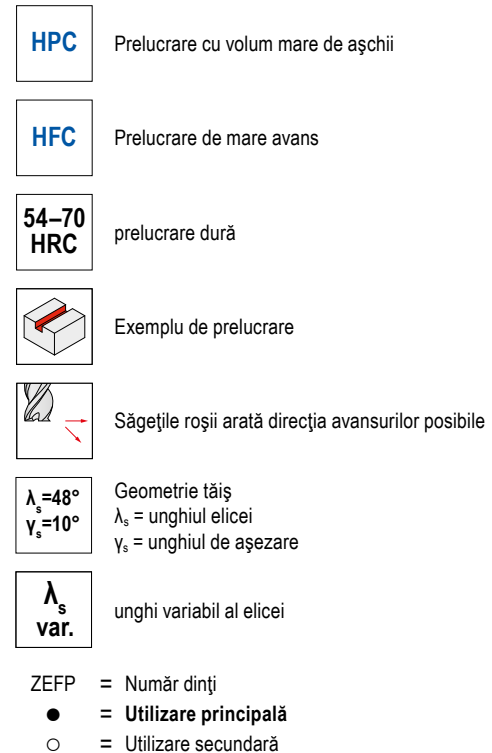 HPC Prelucrare cu volum mare de aşchii
HFC Prelucrare de mare avans
54–70
HRC
prelucrare dură
Exemplu de prelucrare
Săgeţile roşii arată direcţia avansurilor posibile
λs=48°
γs=10°
Geometrie tăiş
λs = unghiul elicei
γs = unghiul de aşezare
λs
var.
unghi variabil al elicei
ZEFP = Număr dinţi
● = Utilizare principală
○ = Utilizare secundară